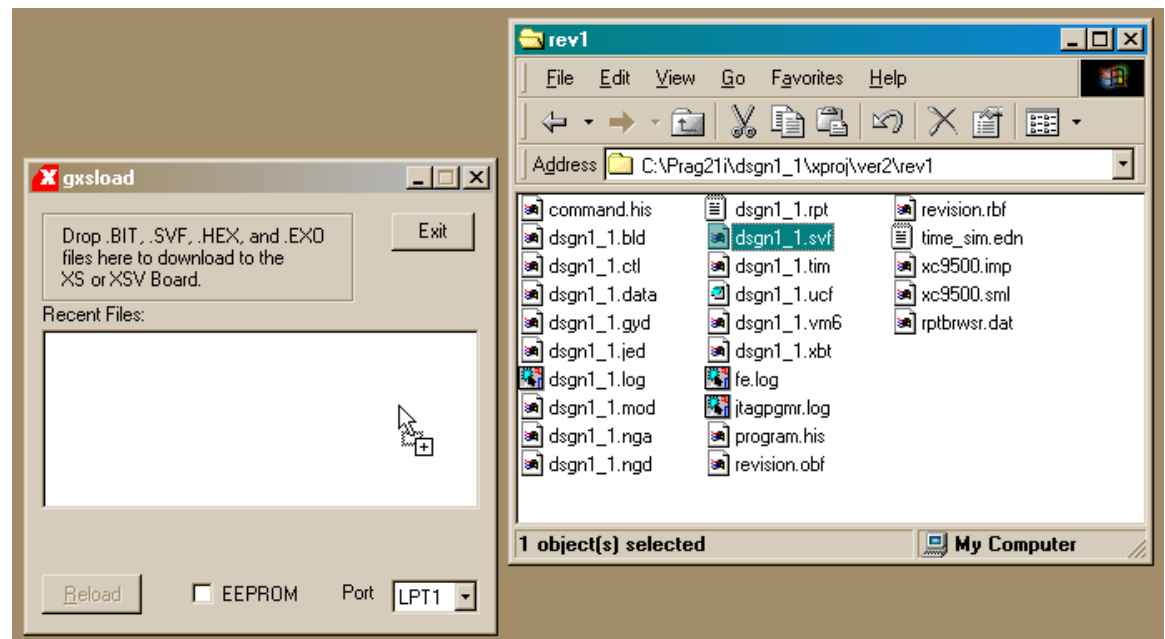 gxsload
Drop .BIT, .SVF, .HEX, and .EXO
files here to download to the
XS or XSV Board.
Exit
Recent Files:
Reload
EEPROM
Port
LPT1
rev1
File Edit View Go Favorites Help
Address C:\Prag21i\dsgn1_1\xproj\ver2\rev1
command.his
dsgn1_1.bld
dsgn1_1.ctl
dsgn1_1.data
dsgn1_1.gyd
dsgn1_1.jed
dsgn1_1.log
dsgn1_1.mod
dsgn1_1.nga
dsgn1_1.ngd
dsgn1_1.rpt
dsgn1_1.svf
dsgn1_1.tim
dsgn1_1.ucf
dsgn1_1.vm6
dsgn1_1.xbt
fe.log
jtagpgmr.log
program.his
revision.obf
revision.rbf
time_sim.edn
xc9500.imp
xc9500.sml
rptbrwsr.dat
1 object(s) selected
My Computer